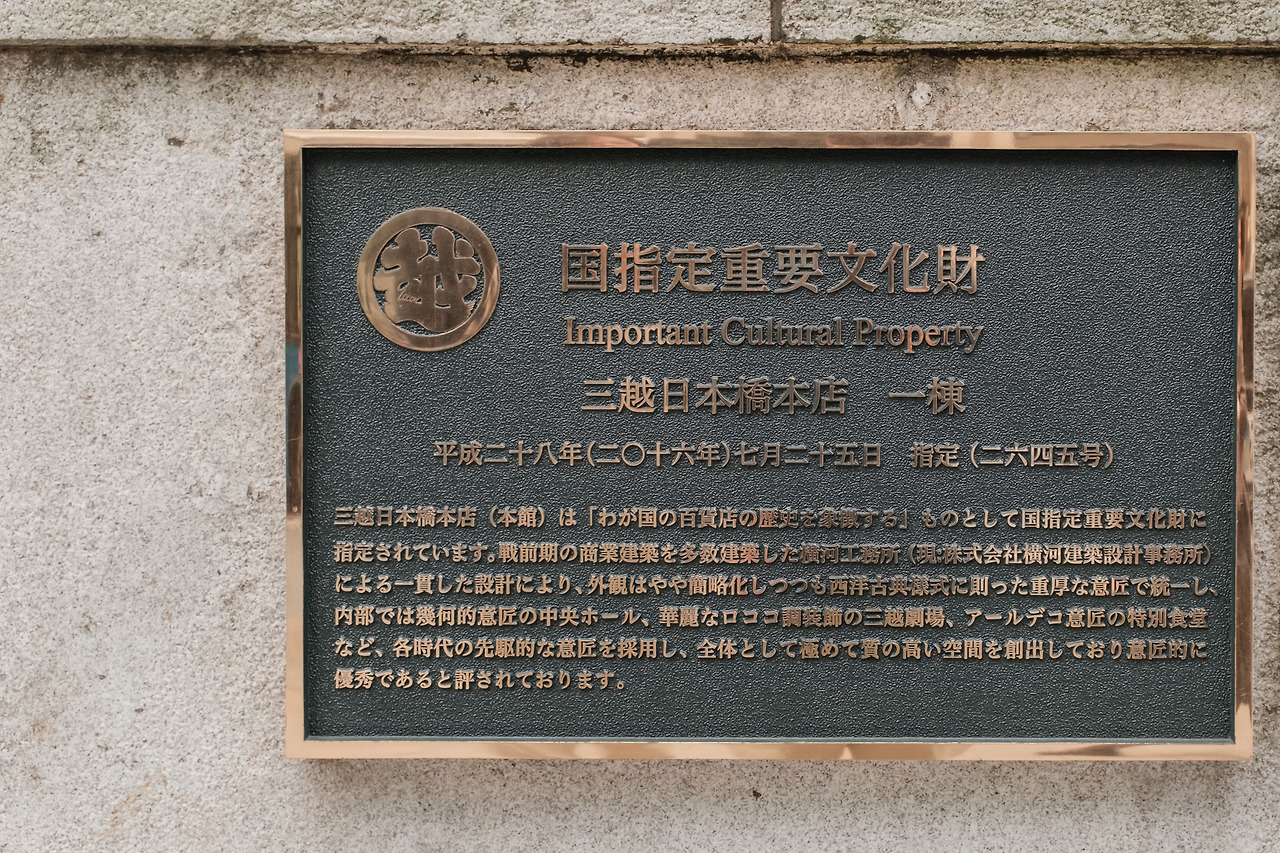 越
国指定重要文化財
Important Cultural Property
三越日本橋本店　一棟
平成二十八年(二〇十六年)七月二十五日　指定 (二六四五号)
三越日本橋本店（本館）は「わが国の百貨店の歴史を象徴する」ものとして国指定重要文化財に
指定されています。戦前期の商業建築を多数建築した横河工務所（現:株式会社横河建築設計事務所）
による一貫した設計により、外観はやや簡略化しつつも西洋古典様式に則った重厚な意匠で統一し、
内部では幾何的意匠の中央ホール、華麗なロココ調装飾の三越劇場、アールデコ意匠の特別食堂
など、各時代の先駆的な意匠を採用し、全体として極めて質の高い空間を創出しており意匠的に
優秀であると評されております。